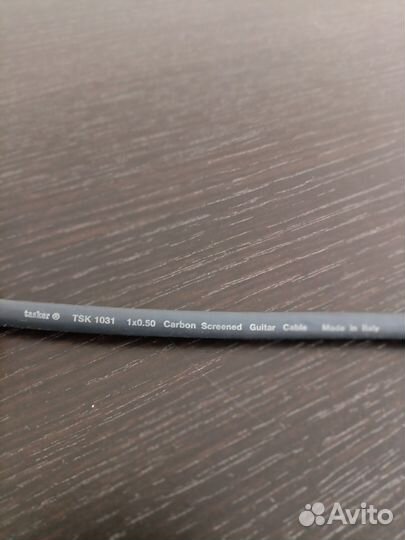 tasker ® TSK 1031 1x0.50 Carbon Screened Guitar Cable Made in Italy
Avito